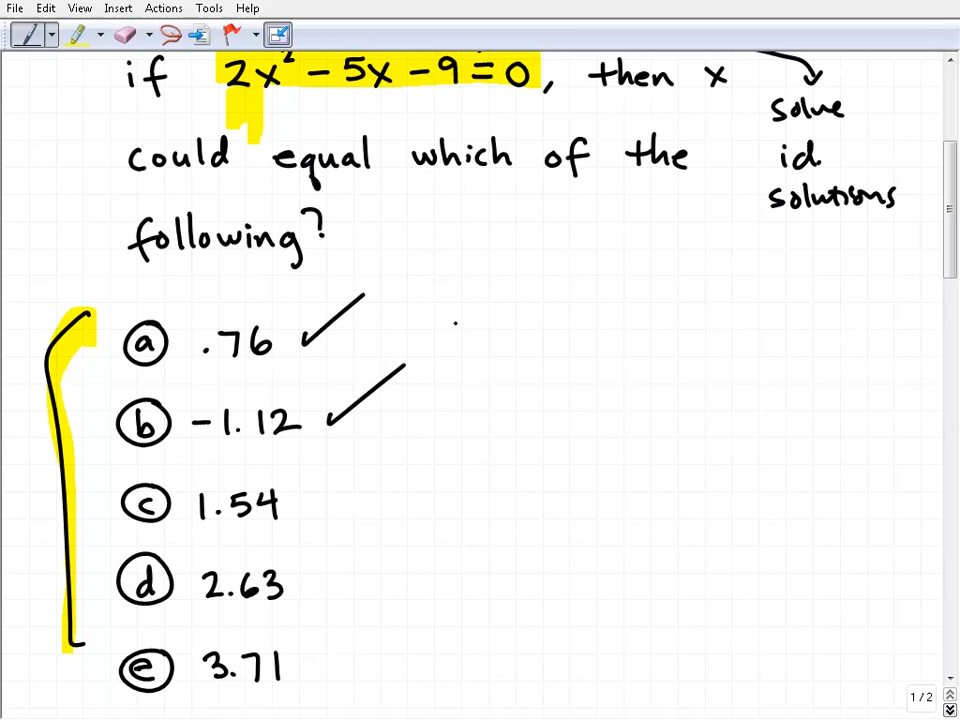 File Edit View Insert Actions Tools Help
if 2x² - 5x - 9 = 0, then x
solve
could equal which of the
id.
solutions
following?
a .76
b -1.12
c 1.54
d 2.63
e 3.71
1 / 2